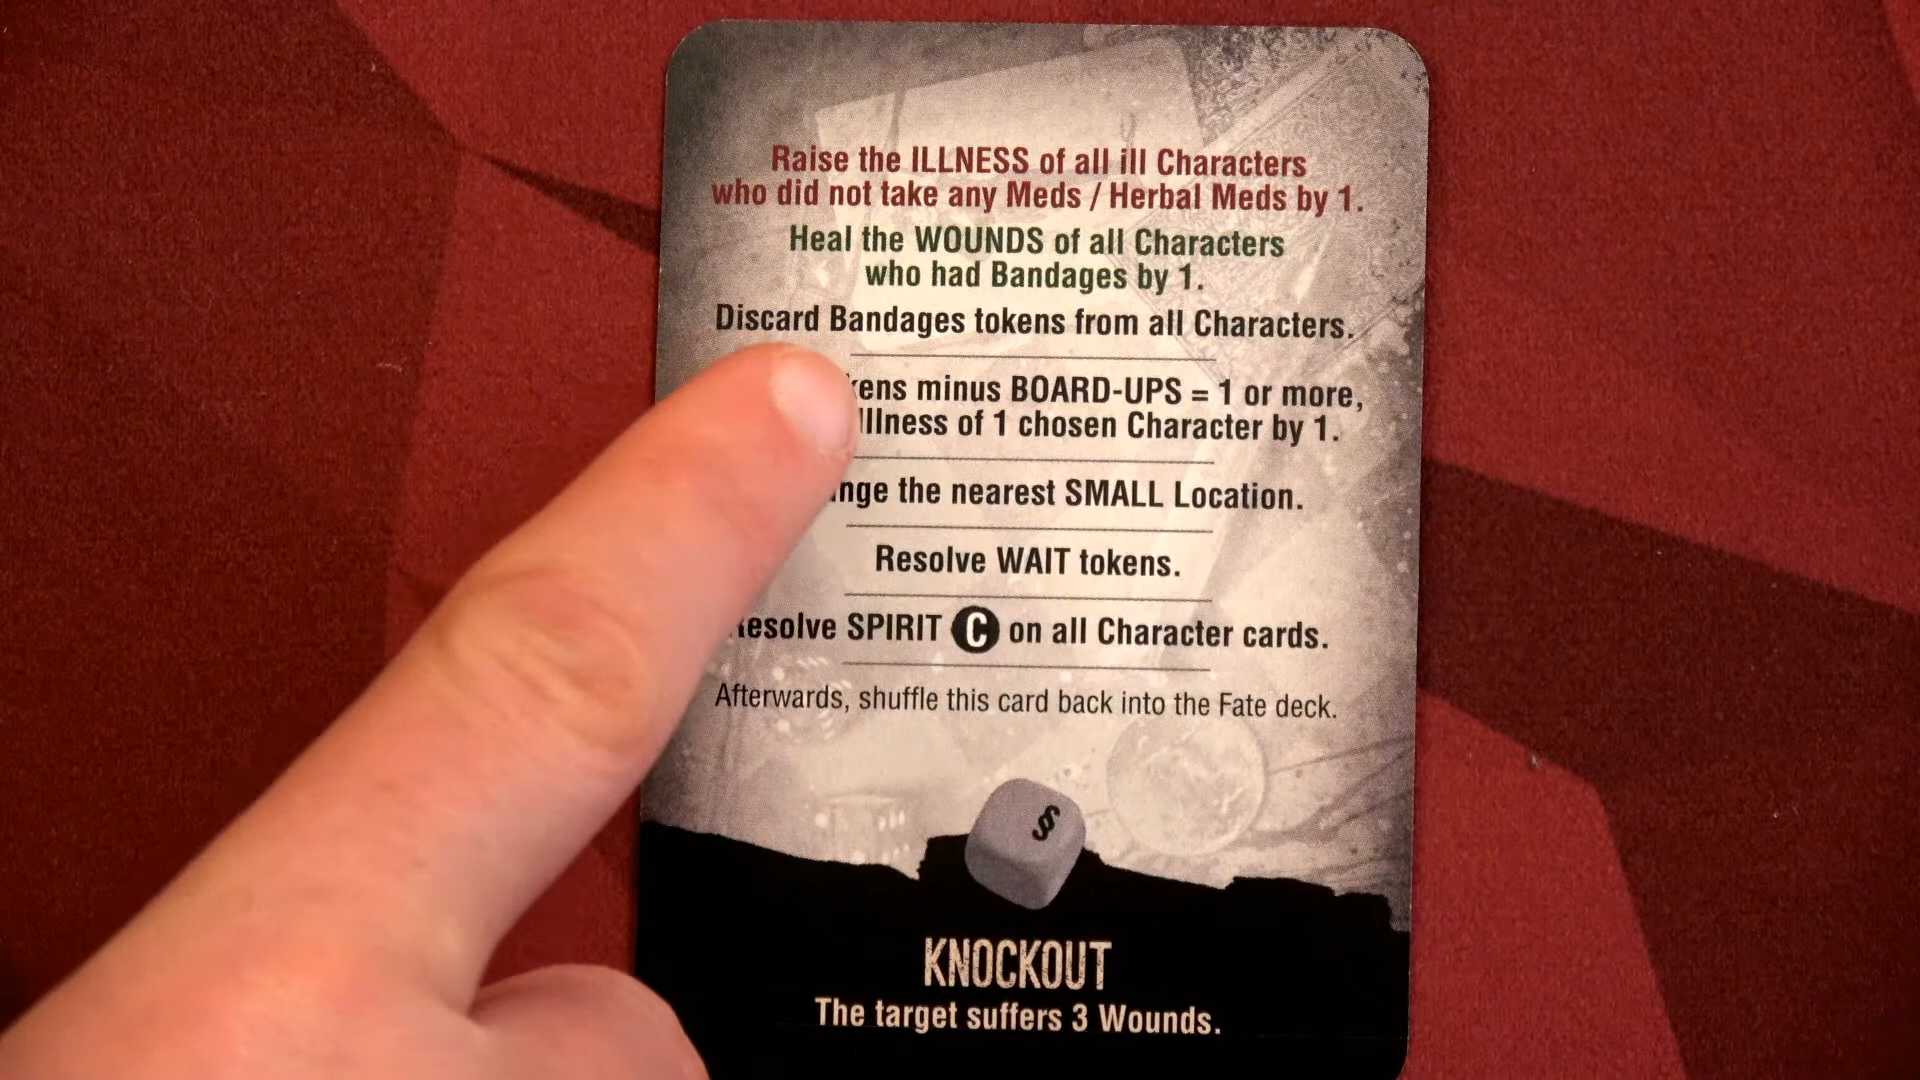 Raise the ILLNESS of all ill Characters
who did not take any Meds / Herbal Meds by 1.
Heal the WOUNDS of all Characters
who had Bandages by 1.
Discard Bandages tokens from all Characters.
minus BOARD-UPS = 1 or more,
Illness of 1 chosen Character by 1.
the nearest SMALL Location.
Resolve WAIT tokens.
Resolve SPIRIT C on all Character cards.
Afterwards, shuffle this card back into the Fate deck.
§
KNOCKOUT
The target suffers 3 Wounds.